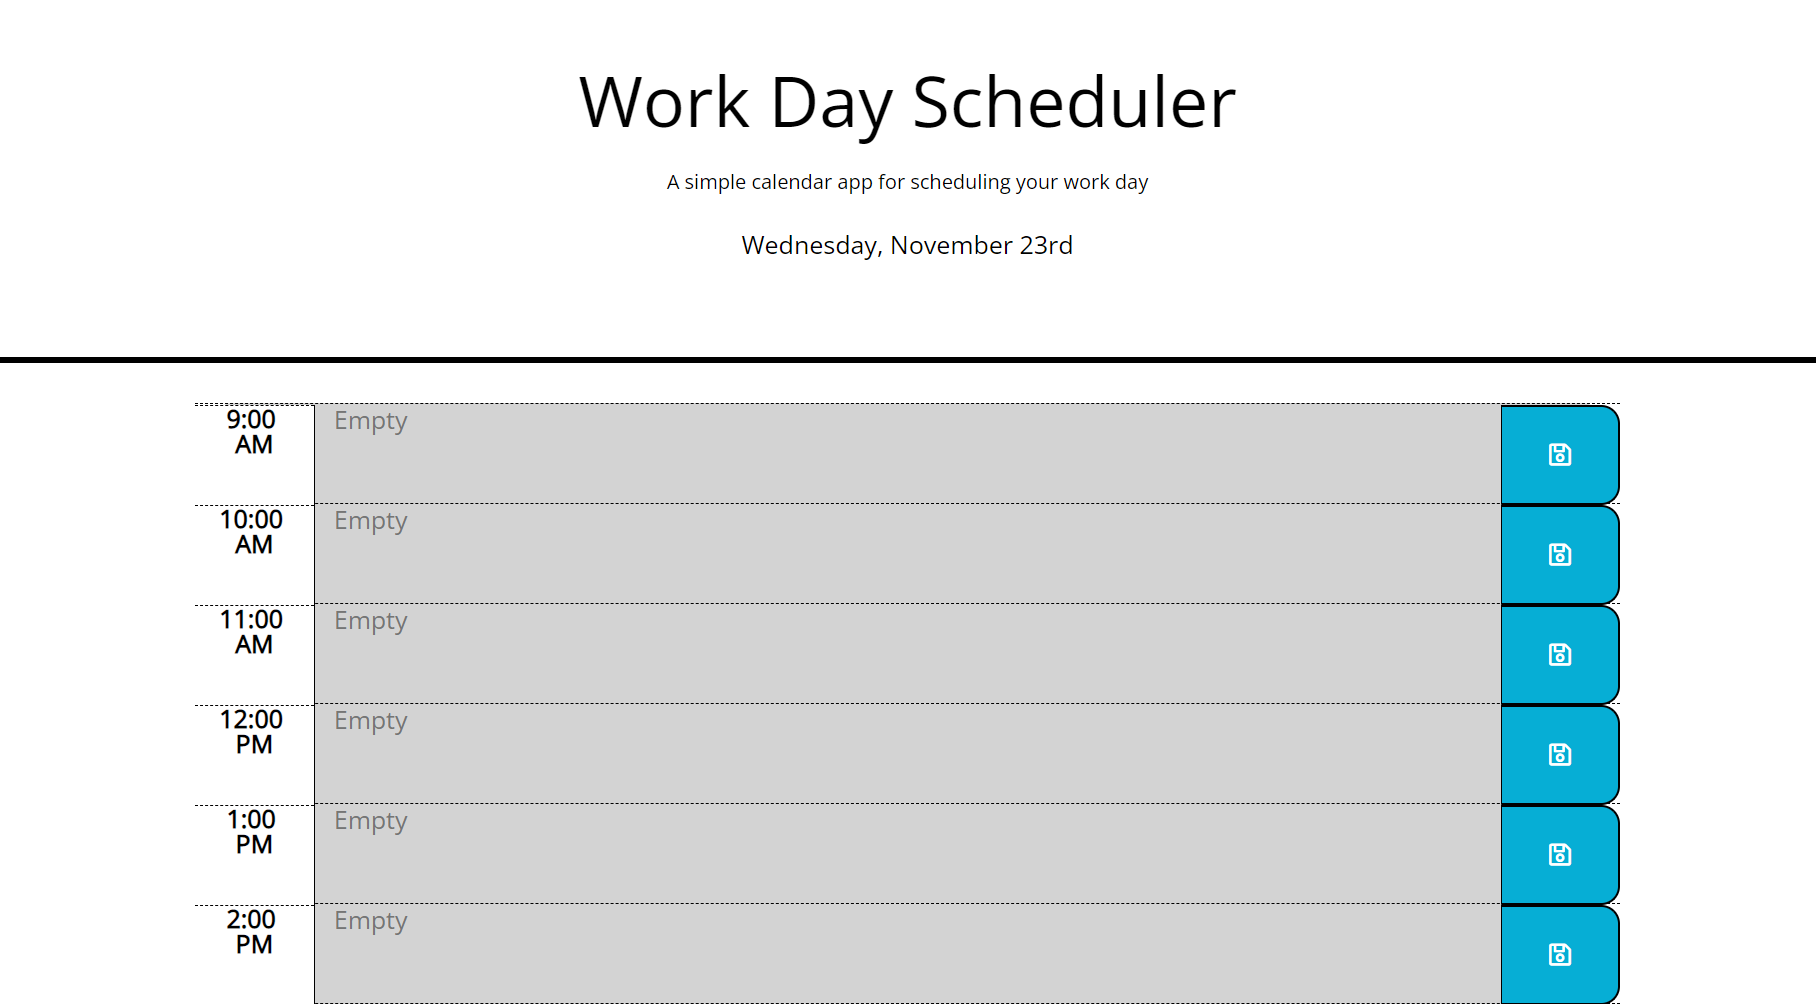 Work Day Scheduler
A simple calendar app for scheduling your work day
Wednesday, November 23rd
9:00
AM
Empty
10:00
AM
Empty
11:00
AM
Empty
12:00
PM
Empty
1:00
PM
Empty
2:00
PM
Empty